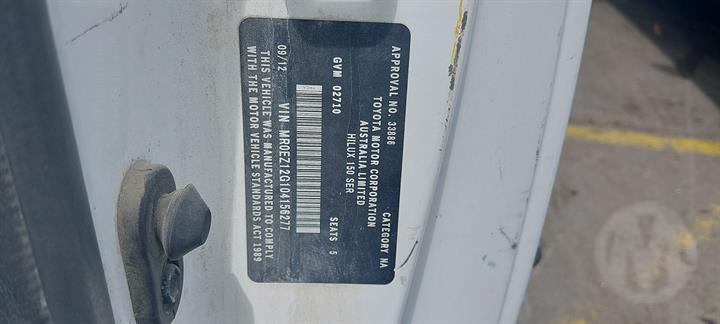 APPROVAL NO. 33886 CATEGORY NA
TOYOTA MOTOR CORPORATION
AUSTRALIA LIMITED
HILUX 150 SER
GVM 02710 SEATS 5
09/12 VIN MR0EZ12G104156277
THIS VEHICLE WAS MANUFACTURED TO COMPLY
WITH THE MOTOR VEHICLE STANDARDS ACT 1989